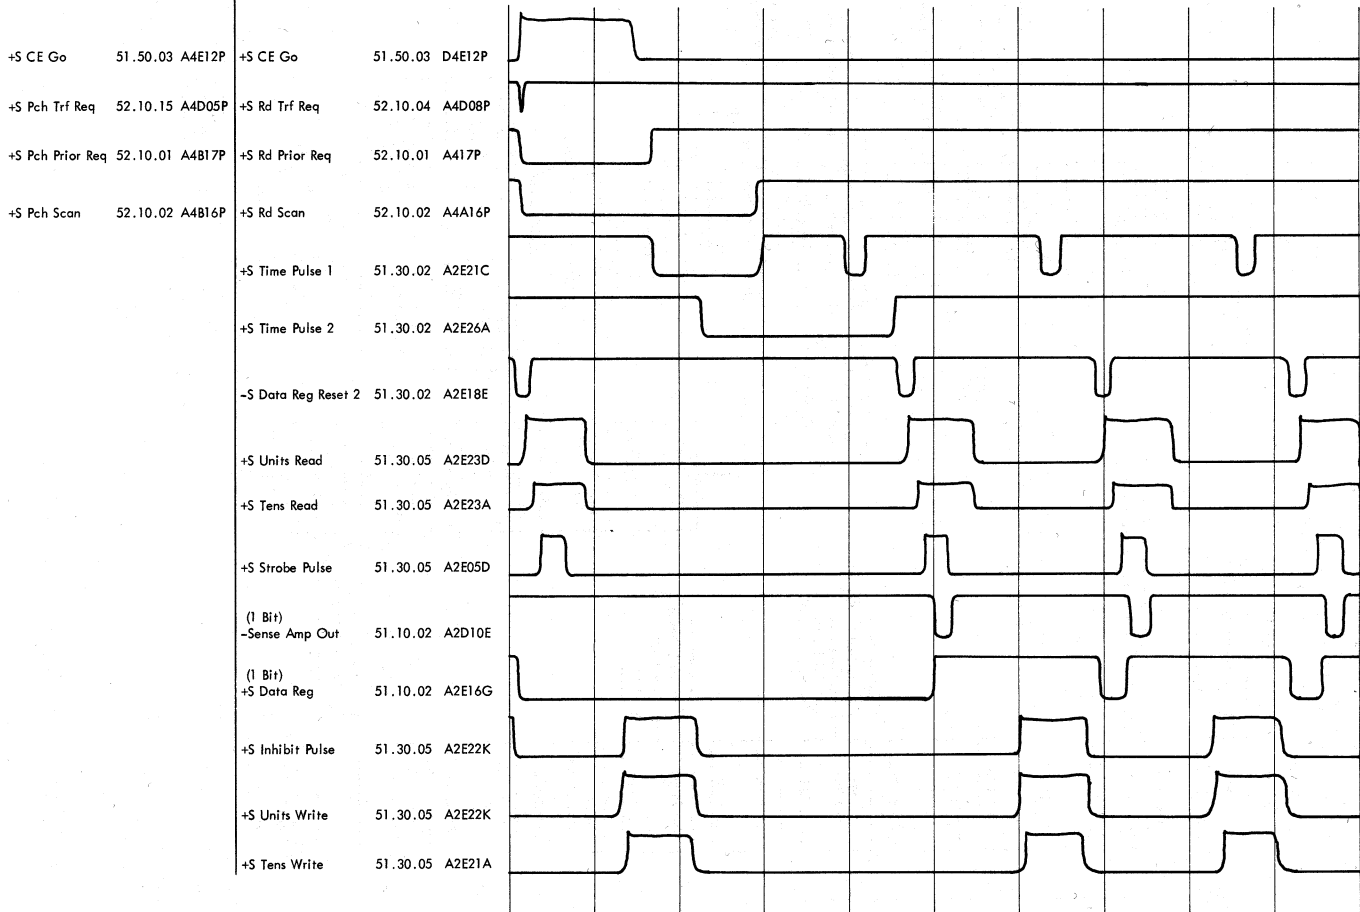 +S CE Go 51.50.03 A4E12P +S CE Go 51.50.03 D4E12P
+S Pch Trf Req 52.10.15 A4D05P +S Rd Trf Req 52.10.04 A4D08P
+S Pch Prior Req 52.10.01 A4B17P +S Rd Prior Req 52.10.01 A417P
+S Pch Scan 52.10.02 A4B16P +S Rd Scan 52.10.02 A4A16P
+S Time Pulse 1 51.30.02 A2E21C
+S Time Pulse 2 51.30.02 A2E26A
-S Data Reg Reset 2 51.30.02 A2E18E
+S Units Read 51.30.05 A2E23D
+S Tens Read 51.30.05 A2E23A
+S Strobe Pulse 51.30.05 A2E05D
(1 Bit)
-Sense Amp Out 51.10.02 A2D10E
(1 Bit)
+S Data Reg 51.10.02 A2E16G
+S Inhibit Pulse 51.30.05 A2E22K
+S Units Write 51.30.05 A2E22K
+S Tens Write 51.30.05 A2E21A